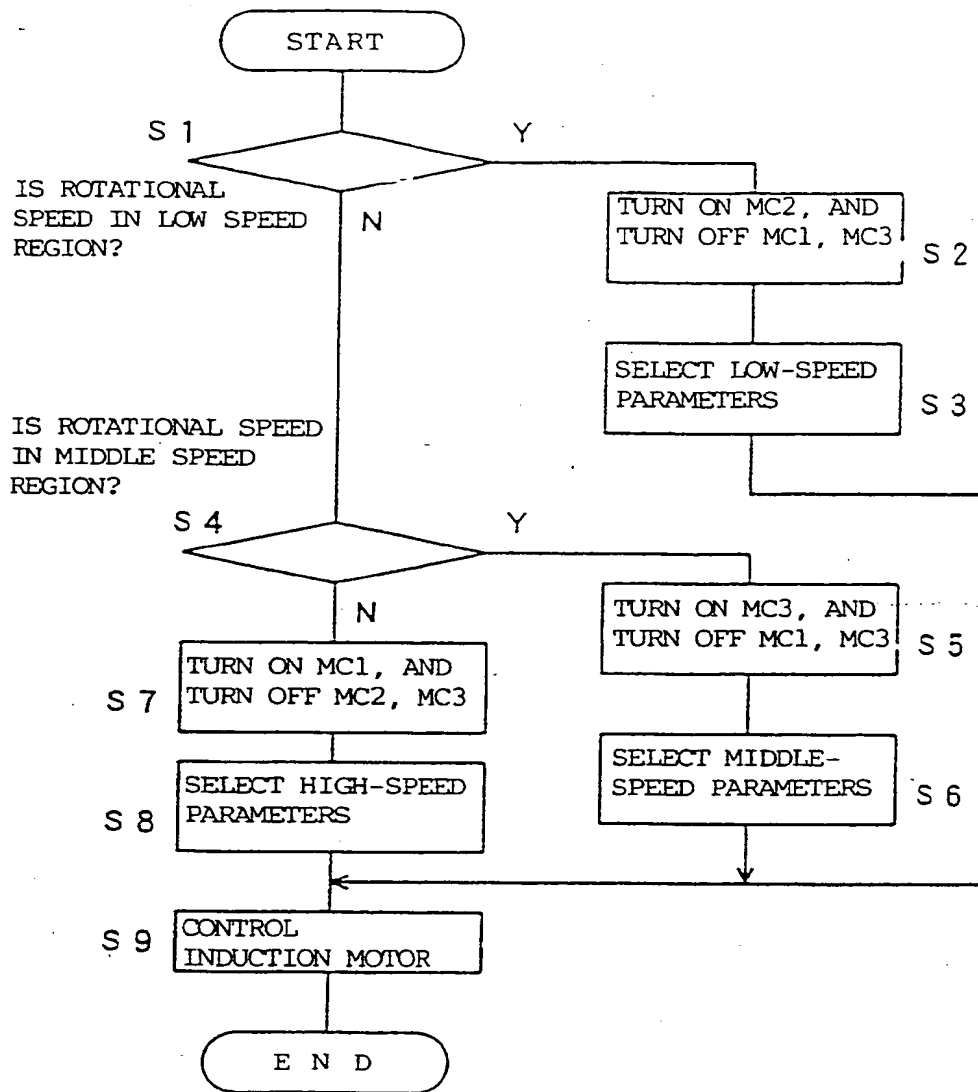 START
S 1
Y
IS ROTATIONAL
SPEED IN LOW SPEED
REGION?
N
TURN ON MC2, AND
TURN OFF MC1, MC3
S 2
SELECT LOW-SPEED
PARAMETERS
S 3
IS ROTATIONAL SPEED
IN MIDDLE SPEED
REGION?
S 4
Y
N
TURN ON MC3, AND
TURN OFF MC1, MC3
S 5
TURN ON MC1, AND
TURN OFF MC2, MC3
S 7
SELECT MIDDLE-
SPEED PARAMETERS
S 6
SELECT HIGH-SPEED
PARAMETERS
S 8
CONTROL
INDUCTION MOTOR
S 9
E N D